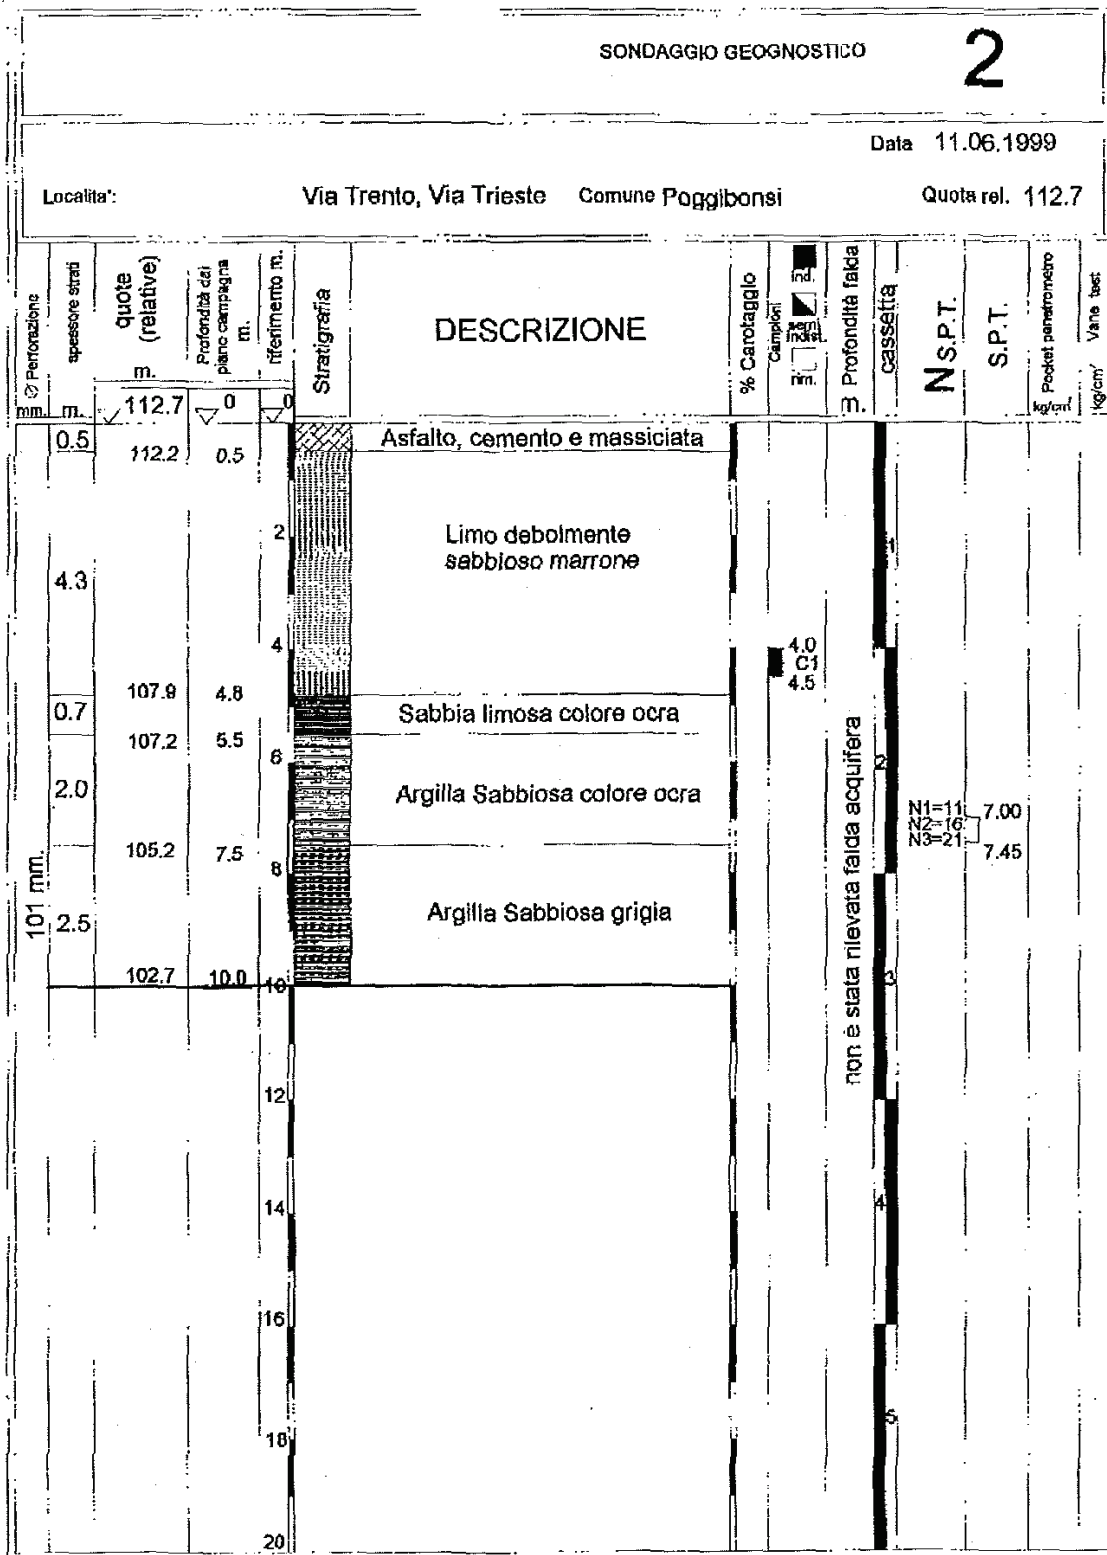 SONDAGGIO GEOGNOSTICO 2
Data 11.06.1999
Localita': Via Trento, Via Trieste Comune Poggibonsi Quota rel. 112.7
Ø Perforazione
mm.
spessore strati
m.
quote
(relative)
m.
Profondità dal
piano campagna
m.
riferimento m.
Stratigrafia
DESCRIZIONE
% Carotaggio
Campioni
ind.
semi
indist.
rim.
m. Profondità falda
cassetta
N S.P.T.
S.P.T.
Pocket penetrometro
kg/cm²
Vane test
kg/cm²
112.7 0 0
0.5 Asfalto, cemento e massiciata
112.2 0.5
2 Limo debolmente
sabbioso marrone
1
4.3
4 4.0
C1
4.5
107.9 4.8
0.7 Sabbia limosa colore ocra
107.2 5.5
6 2
2.0 Argilla Sabbiosa colore ocra
N1=11 7.00
N2=16
N3=21 7.45
105.2 7.5
8
101 mm.
2.5 Argilla Sabbiosa grigia
102.7 10.0 10 3
non è stata rilevata falda acquifera
12
14 4
16
5
18
20